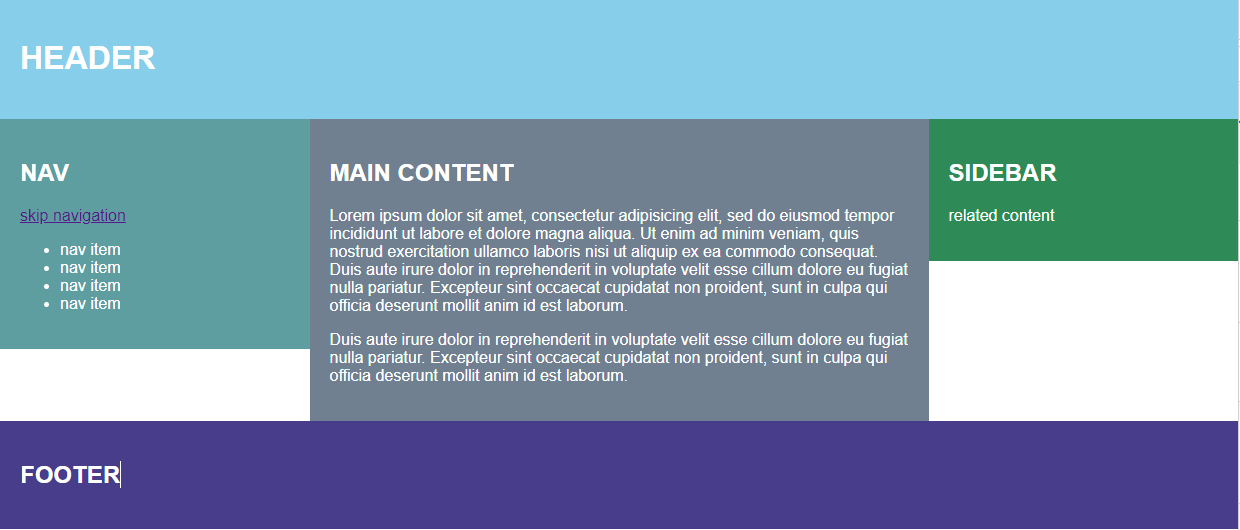 HEADER
NAV
skip navigation
nav item
nav item
nav item
nav item
MAIN CONTENT
Lorem ipsum dolor sit amet, consectetur adipisicing elit, sed do eiusmod tempor
incididunt ut labore et dolore magna aliqua. Ut enim ad minim veniam, quis
nostrud exercitation ullamco laboris nisi ut aliquip ex ea commodo consequat.
Duis aute irure dolor in reprehenderit in voluptate velit esse cillum dolore eu fugiat
nulla pariatur. Excepteur sint occaecat cupidatat non proident, sunt in culpa qui
officia deserunt mollit anim id est laborum.
Duis aute irure dolor in reprehenderit in voluptate velit esse cillum dolore eu fugiat
nulla pariatur. Excepteur sint occaecat cupidatat non proident, sunt in culpa qui
officia deserunt mollit anim id est laborum.
SIDEBAR
related content
FOOTER